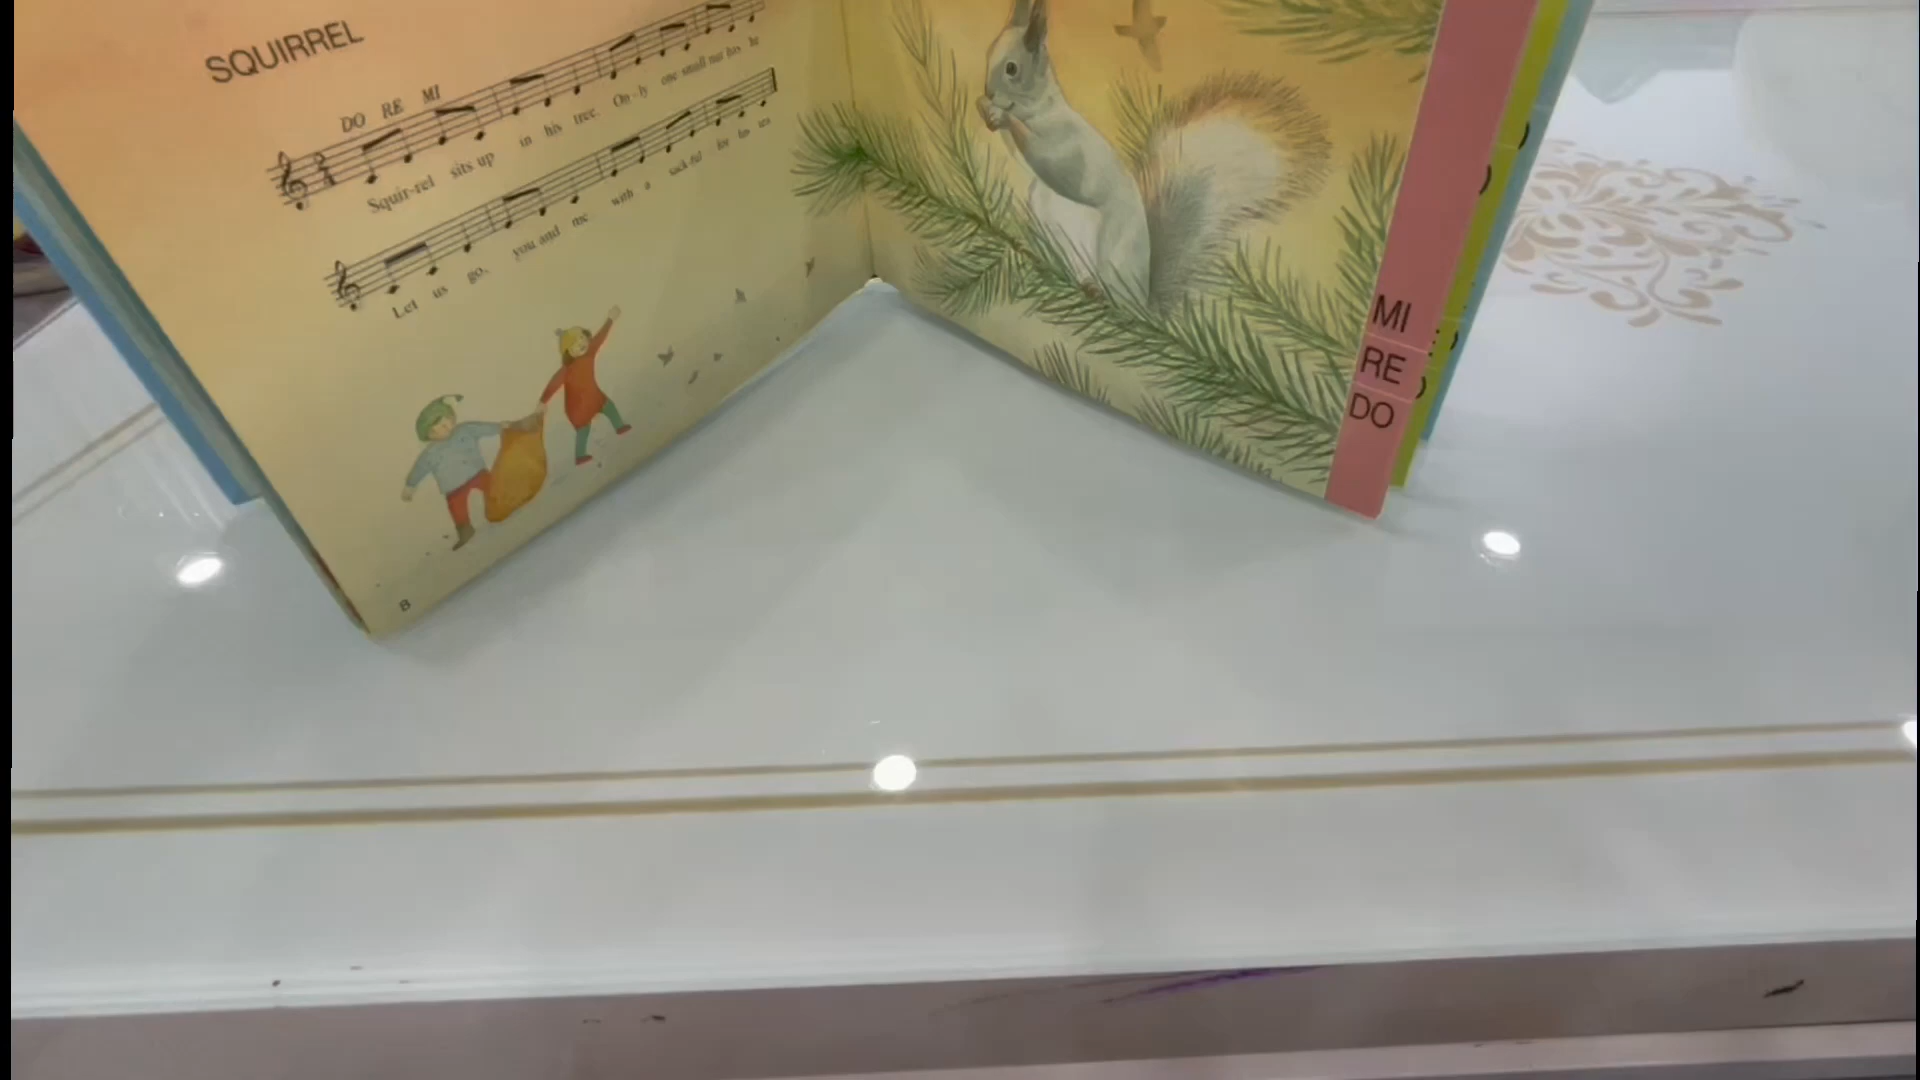 SQUIRREL
DO RE MI
Squir-rel sits up in his tree. On-ly one small nut has he
Let us go, you and me with a sack-ful for his tea
8
MI
RE
DO